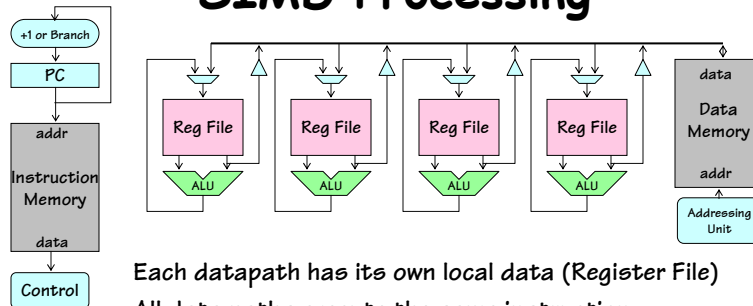 SIMD Processing
+1 or Branch
PC
addr
Instruction
Memory
data
Control
Reg File
ALU
Reg File
ALU
Reg File
ALU
Reg File
ALU
data
Data
Memory
addr
Addressing
Unit
Each datapath has its own local data (Register File)